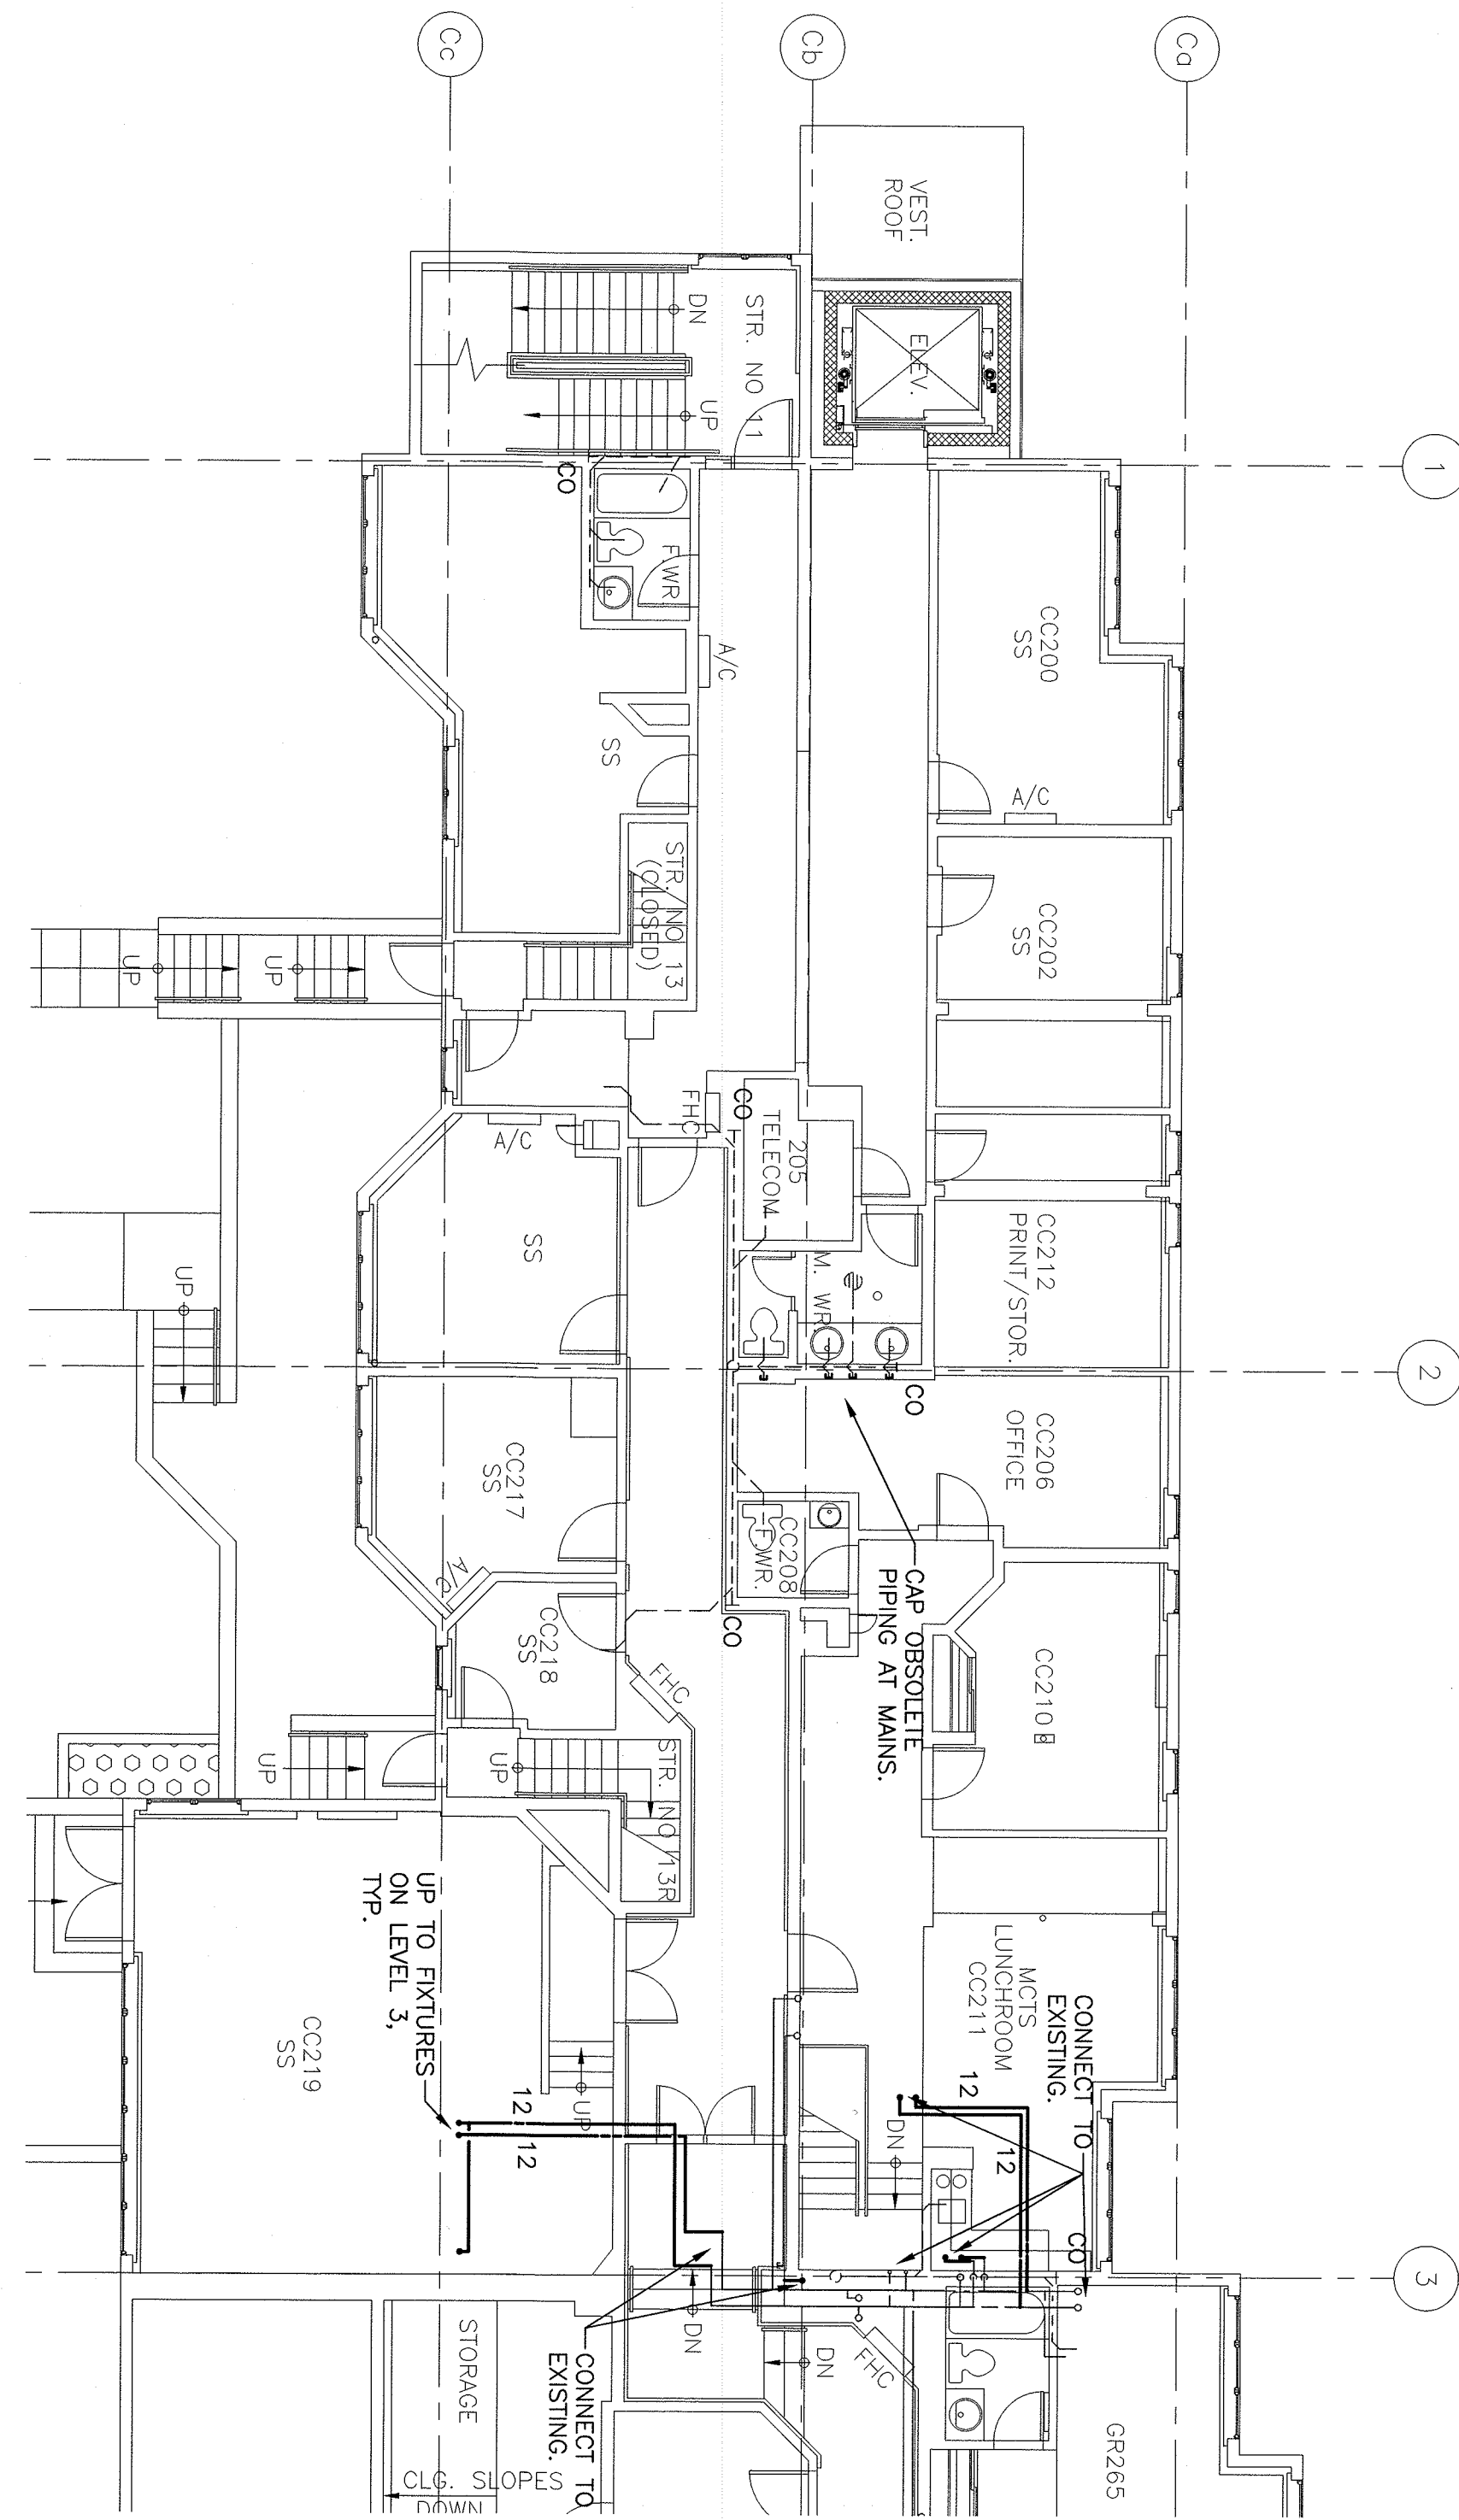 Cc
Cb
Ca
VEST.
ROOF
1
ELEV.
STR. NO 11
DN
UP
CO
F.WR
A/C
CC200
SS
A/C
SS
STR. NO 13
(CLOSED)
CC202
SS
UP
UP
FHC
CO
205
TELECOM
A/C
SS
UP
M. WR.
CC212
PRINT/STOR.
2
CO
CC206
OFFICE
CC217
SS
A/C
CC208
F.WR.
CAP OBSOLETE
PIPING AT MAINS.
CO
CC218
SS
FHC
CC210
UP
UP
STR. NO 13R
UP TO FIXTURES
ON LEVEL 3,
TYP.
CC219
SS
MCTS
LUNCHROOM
CC211
CONNECT TO
EXISTING.
12
12
12
12
UP
DN
CO
3
DN
DN
FHC
STORAGE
CONNECT TO
EXISTING.
GR265
CLG. SLOPES
DOWN